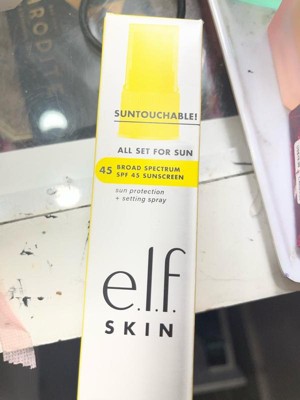 SUNTOUCHABLE!
ALL SET FOR SUN
45
BROAD SPECTRUM
SPF 45 SUNSCREEN
sun protection
+ setting spray
e.l.f.
SKIN